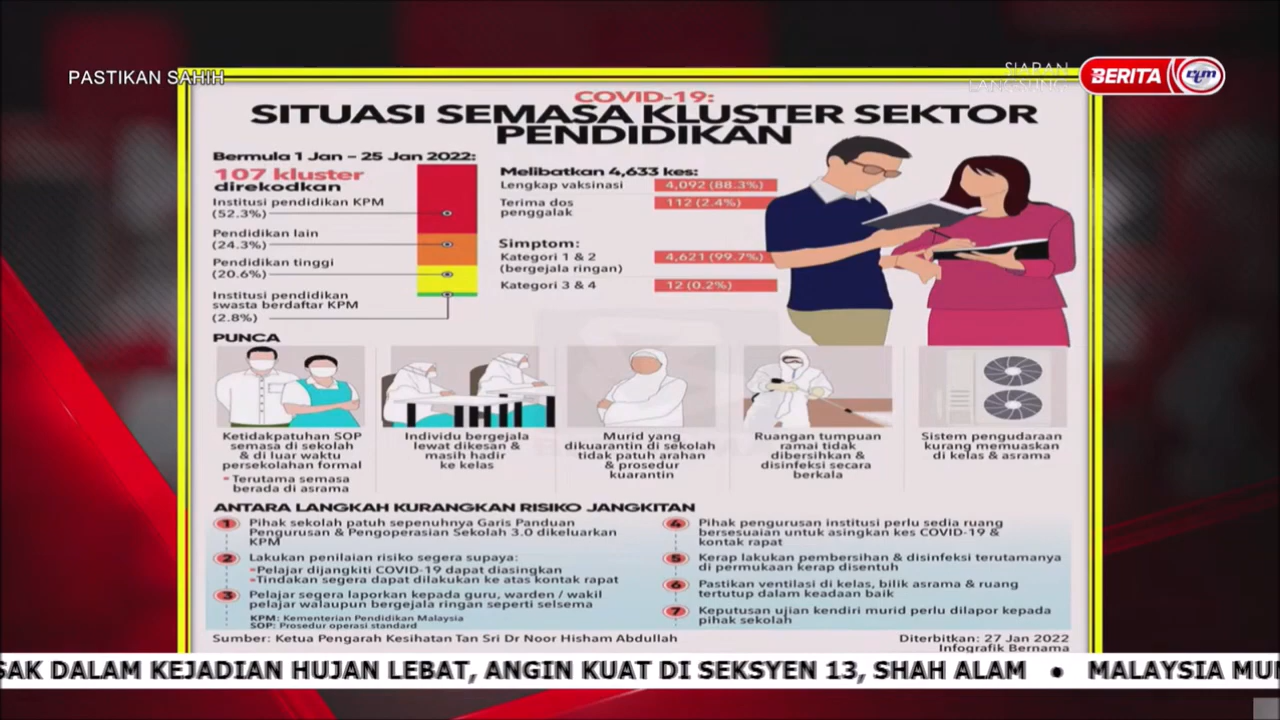 PASTIKAN SAHIH
SIARAN
LANGSUNG
BERITA rtm
COVID-19:
SITUASI SEMASA KLUSTER SEKTOR
PENDIDIKAN
Bermula 1 Jan – 25 Jan 2022:
107 kluster
direkodkan
Institusi pendidikan KPM
(52.3%)
Pendidikan lain
(24.3%)
Pendidikan tinggi
(20.6%)
Institusi pendidikan
swasta berdaftar KPM
(2.8%)
Melibatkan 4,633 kes:
Lengkap vaksinasi 4,092 (88.3%)
Terima dos 112 (2.4%)
penggalak
Simptom:
Kategori 1 & 2 4,621 (99.7%)
(bergejala ringan)
Kategori 3 & 4 12 (0.2%)
PUNCA
Ketidakpatuhan SOP
semasa di sekolah
& di luar waktu
persekolahan formal
Terutama semasa
berada di asrama
Individu bergejala
lewat dikesan &
masih hadir
ke kelas
Murid yang
dikuarantin di sekolah
tidak patuh arahan
& prosedur
kuarantin
Ruangan tumpuan
ramai tidak
dibersihkan &
disinfeksi secara
berkala
Sistem pengudaraan
kurang memuaskan
di kelas & asrama
ANTARA LANGKAH KURANGKAN RISIKO JANGKITAN
1 Pihak sekolah patuh sepenuhnya Garis Panduan
Pengurusan & Pengoperasian Sekolah 3.0 dikeluarkan
KPM
2 Lakukan penilaian risiko segera supaya:
Pelajar dijangkiti COVID-19 dapat diasingkan
Tindakan segera dapat dilakukan ke atas kontak rapat
3 Pelajar segera laporkan kepada guru, warden / wakil
pelajar walaupun bergejala ringan seperti selsema
KPM: Kementerian Pendidikan Malaysia
SOP: Prosedur operasi standard
4 Pihak pengurusan institusi perlu sedia ruang
bersesuaian untuk asingkan kes COVID-19 &
kontak rapat
5 Kerap lakukan pembersihan & disinfeksi terutamanya
di permukaan kerap disentuh
6 Pastikan ventilasi di kelas, bilik asrama & ruang
tertutup dalam keadaan baik
7 Keputusan ujian kendiri murid perlu dilapor kepada
pihak sekolah
Sumber: Ketua Pengarah Kesihatan Tan Sri Dr Noor Hisham Abdullah
Diterbitkan: 27 Jan 2022
Infografik Bernama
SAK DALAM KEJADIAN HUJAN LEBAT, ANGIN KUAT DI SEKSYEN 13, SHAH ALAM • MALAYSIA MU